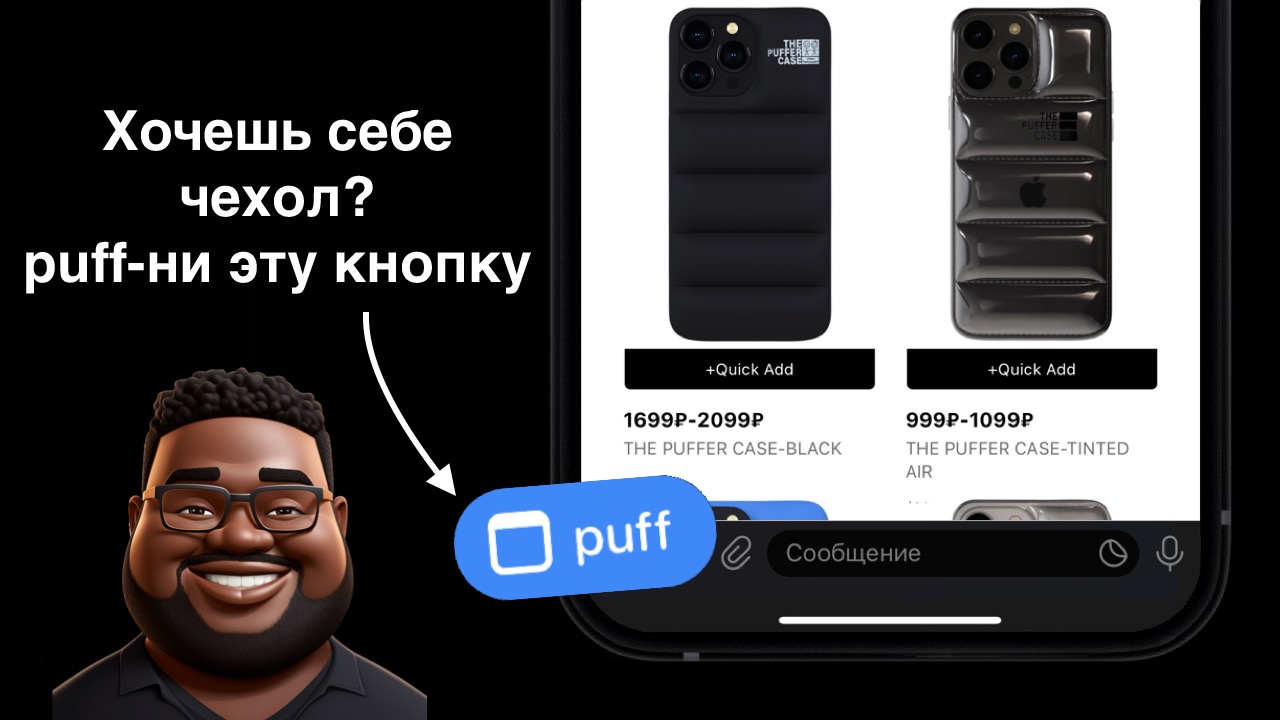 Хочешь себе
чехол?
puff-ни эту кнопку
THE
PUFFER
CASE
THE
PUFFER
CASE
+Quick Add
+Quick Add
1699₽-2099₽
999₽-1099₽
THE PUFFER CASE-BLACK
THE PUFFER CASE-TINTED
AIR
puff
Сообщение